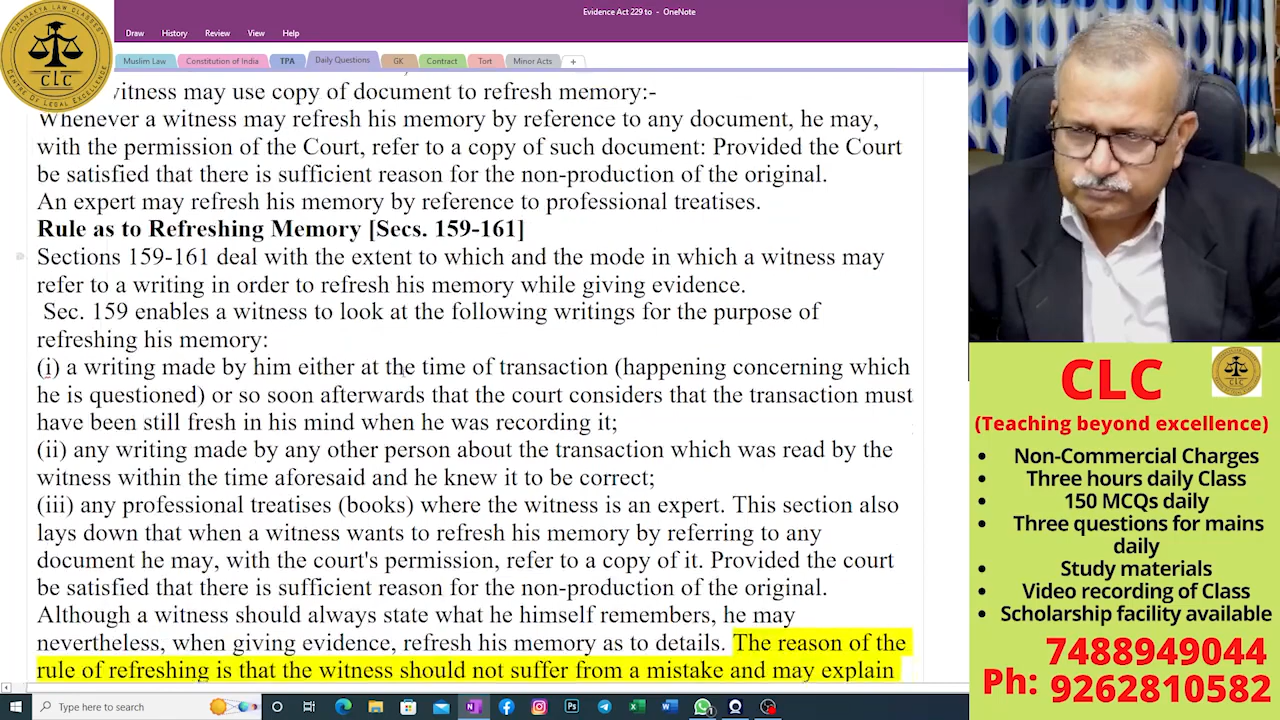 Evidence Act 229 to - OneNote
Draw History Review View Help
Muslim Law Constitution of India TPA Daily Questions GK Contract Tort Minor Acts +
"CHANAKYA LAW CLASSES"
CLC
CENTRE OF LEGAL EXCELLENCE
witness may use copy of document to refresh memory:-
Whenever a witness may refresh his memory by reference to any document, he may,
with the permission of the Court, refer to a copy of such document: Provided the Court
be satisfied that there is sufficient reason for the non-production of the original.
An expert may refresh his memory by reference to professional treatises.
Rule as to Refreshing Memory [Secs. 159-161]
Sections 159-161 deal with the extent to which and the mode in which a witness may
refer to a writing in order to refresh his memory while giving evidence.
Sec. 159 enables a witness to look at the following writings for the purpose of
refreshing his memory:
(i) a writing made by him either at the time of transaction (happening concerning which
he is questioned) or so soon afterwards that the court considers that the transaction must
have been still fresh in his mind when he was recording it;
(ii) any writing made by any other person about the transaction which was read by the
witness within the time aforesaid and he knew it to be correct;
(iii) any professional treatises (books) where the witness is an expert. This section also
lays down that when a witness wants to refresh his memory by referring to any
document he may, with the court's permission, refer to a copy of it. Provided the court
be satisfied that there is sufficient reason for the non-production of the original.
Although a witness should always state what he himself remembers, he may
nevertheless, when giving evidence, refresh his memory as to details. The reason of the
rule of refreshing is that the witness should not suffer from a mistake and may explain
Type here to search
CLC
(Teaching beyond excellence)
• Non-Commercial Charges
• Three hours daily Class
• 150 MCQs daily
• Three questions for mains
daily
• Study materials
• Video recording of Class
• Scholarship facility available
7488949044
Ph: 9262810582